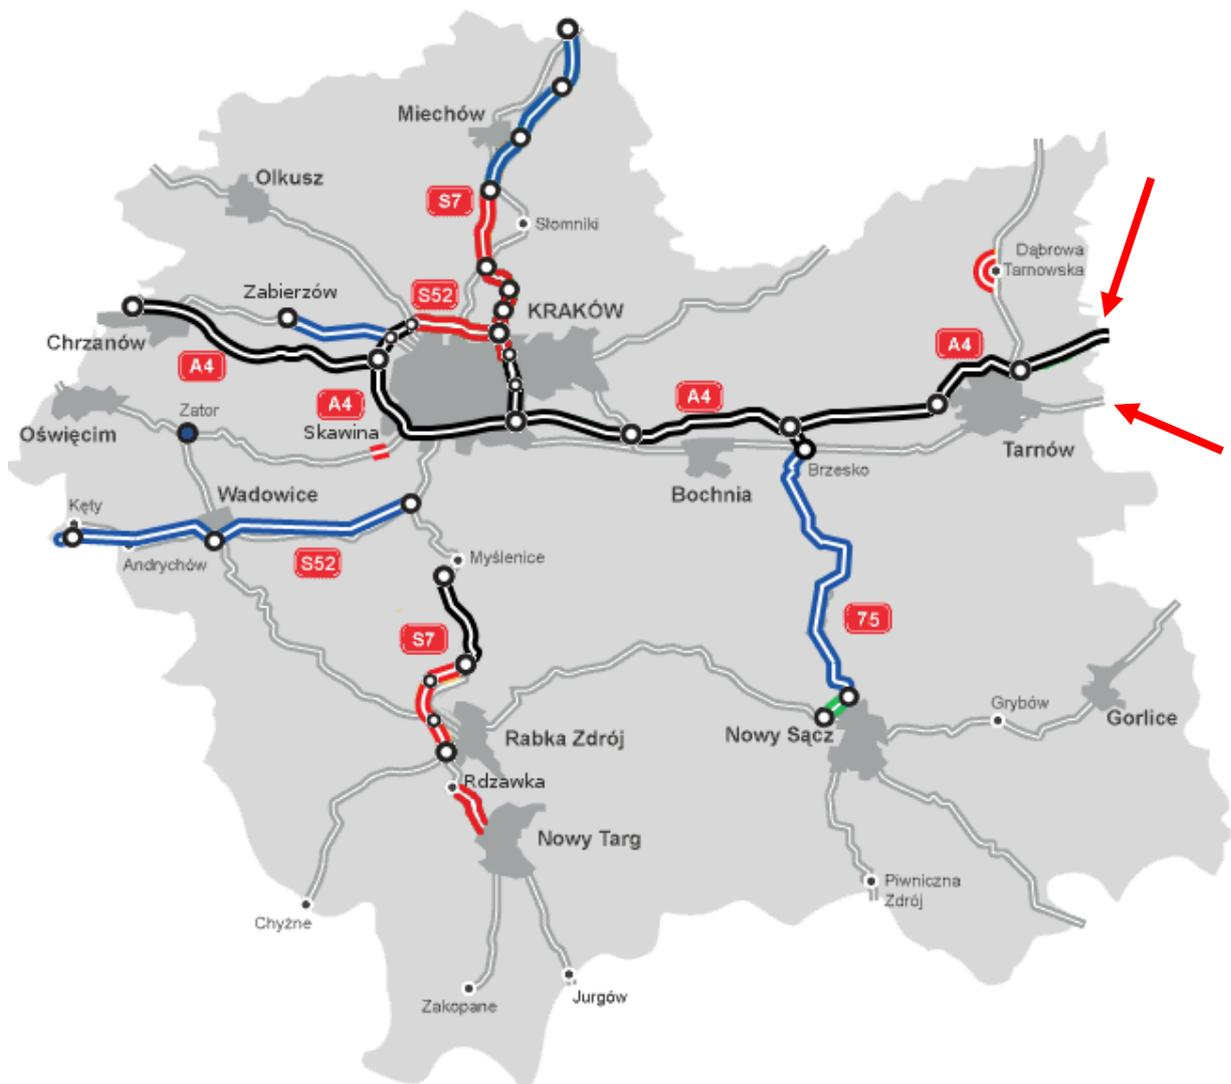 Miechów
Olkusz
S7
Słomniki
Dąbrowa
Tarnowska
Zabierzów
S52
KRAKÓW
Chrzanów
A4
A4
A4
A4
Zator
Skawina
Oświęcim
Tarnów
Brzesko
Bochnia
Wadowice
Kęty
Andrychów
S52
Myślenice
75
S7
Grybów
Gorlice
Nowy Sącz
Rabka Zdrój
Rdzawka
Nowy Targ
Piwniczna
Zdrój
Chyżne
Zakopane
Jurgów